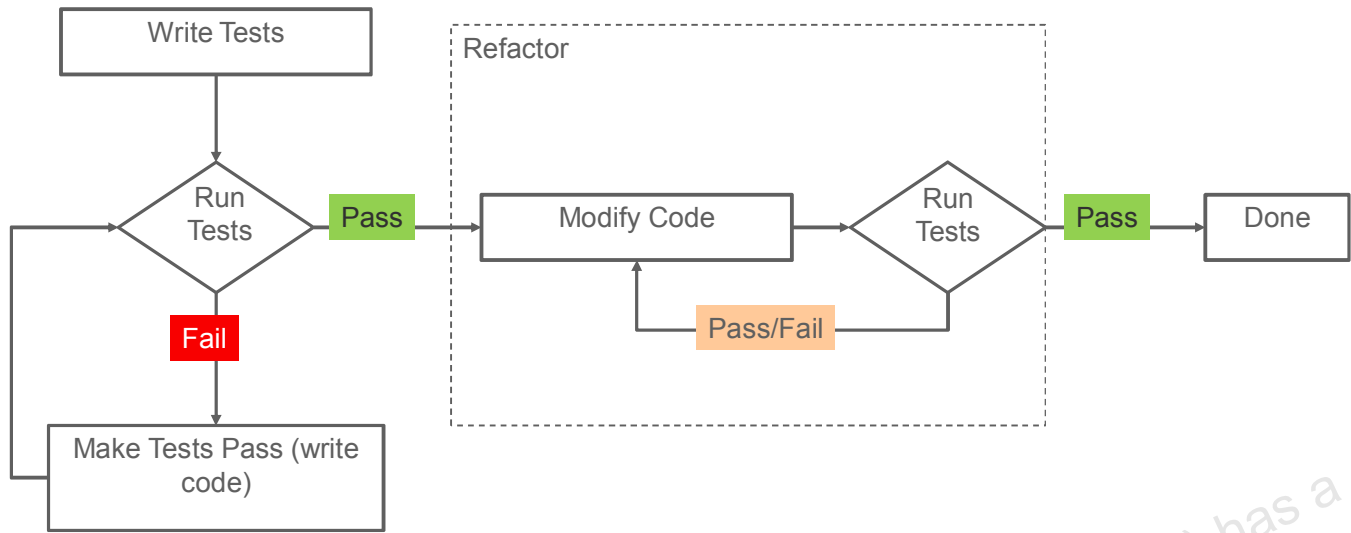 Write Tests
Refactor
Run
Tests
Pass
Modify Code
Run
Tests
Pass
Done
Fail
Pass/Fail
Make Tests Pass (write
code)
has a